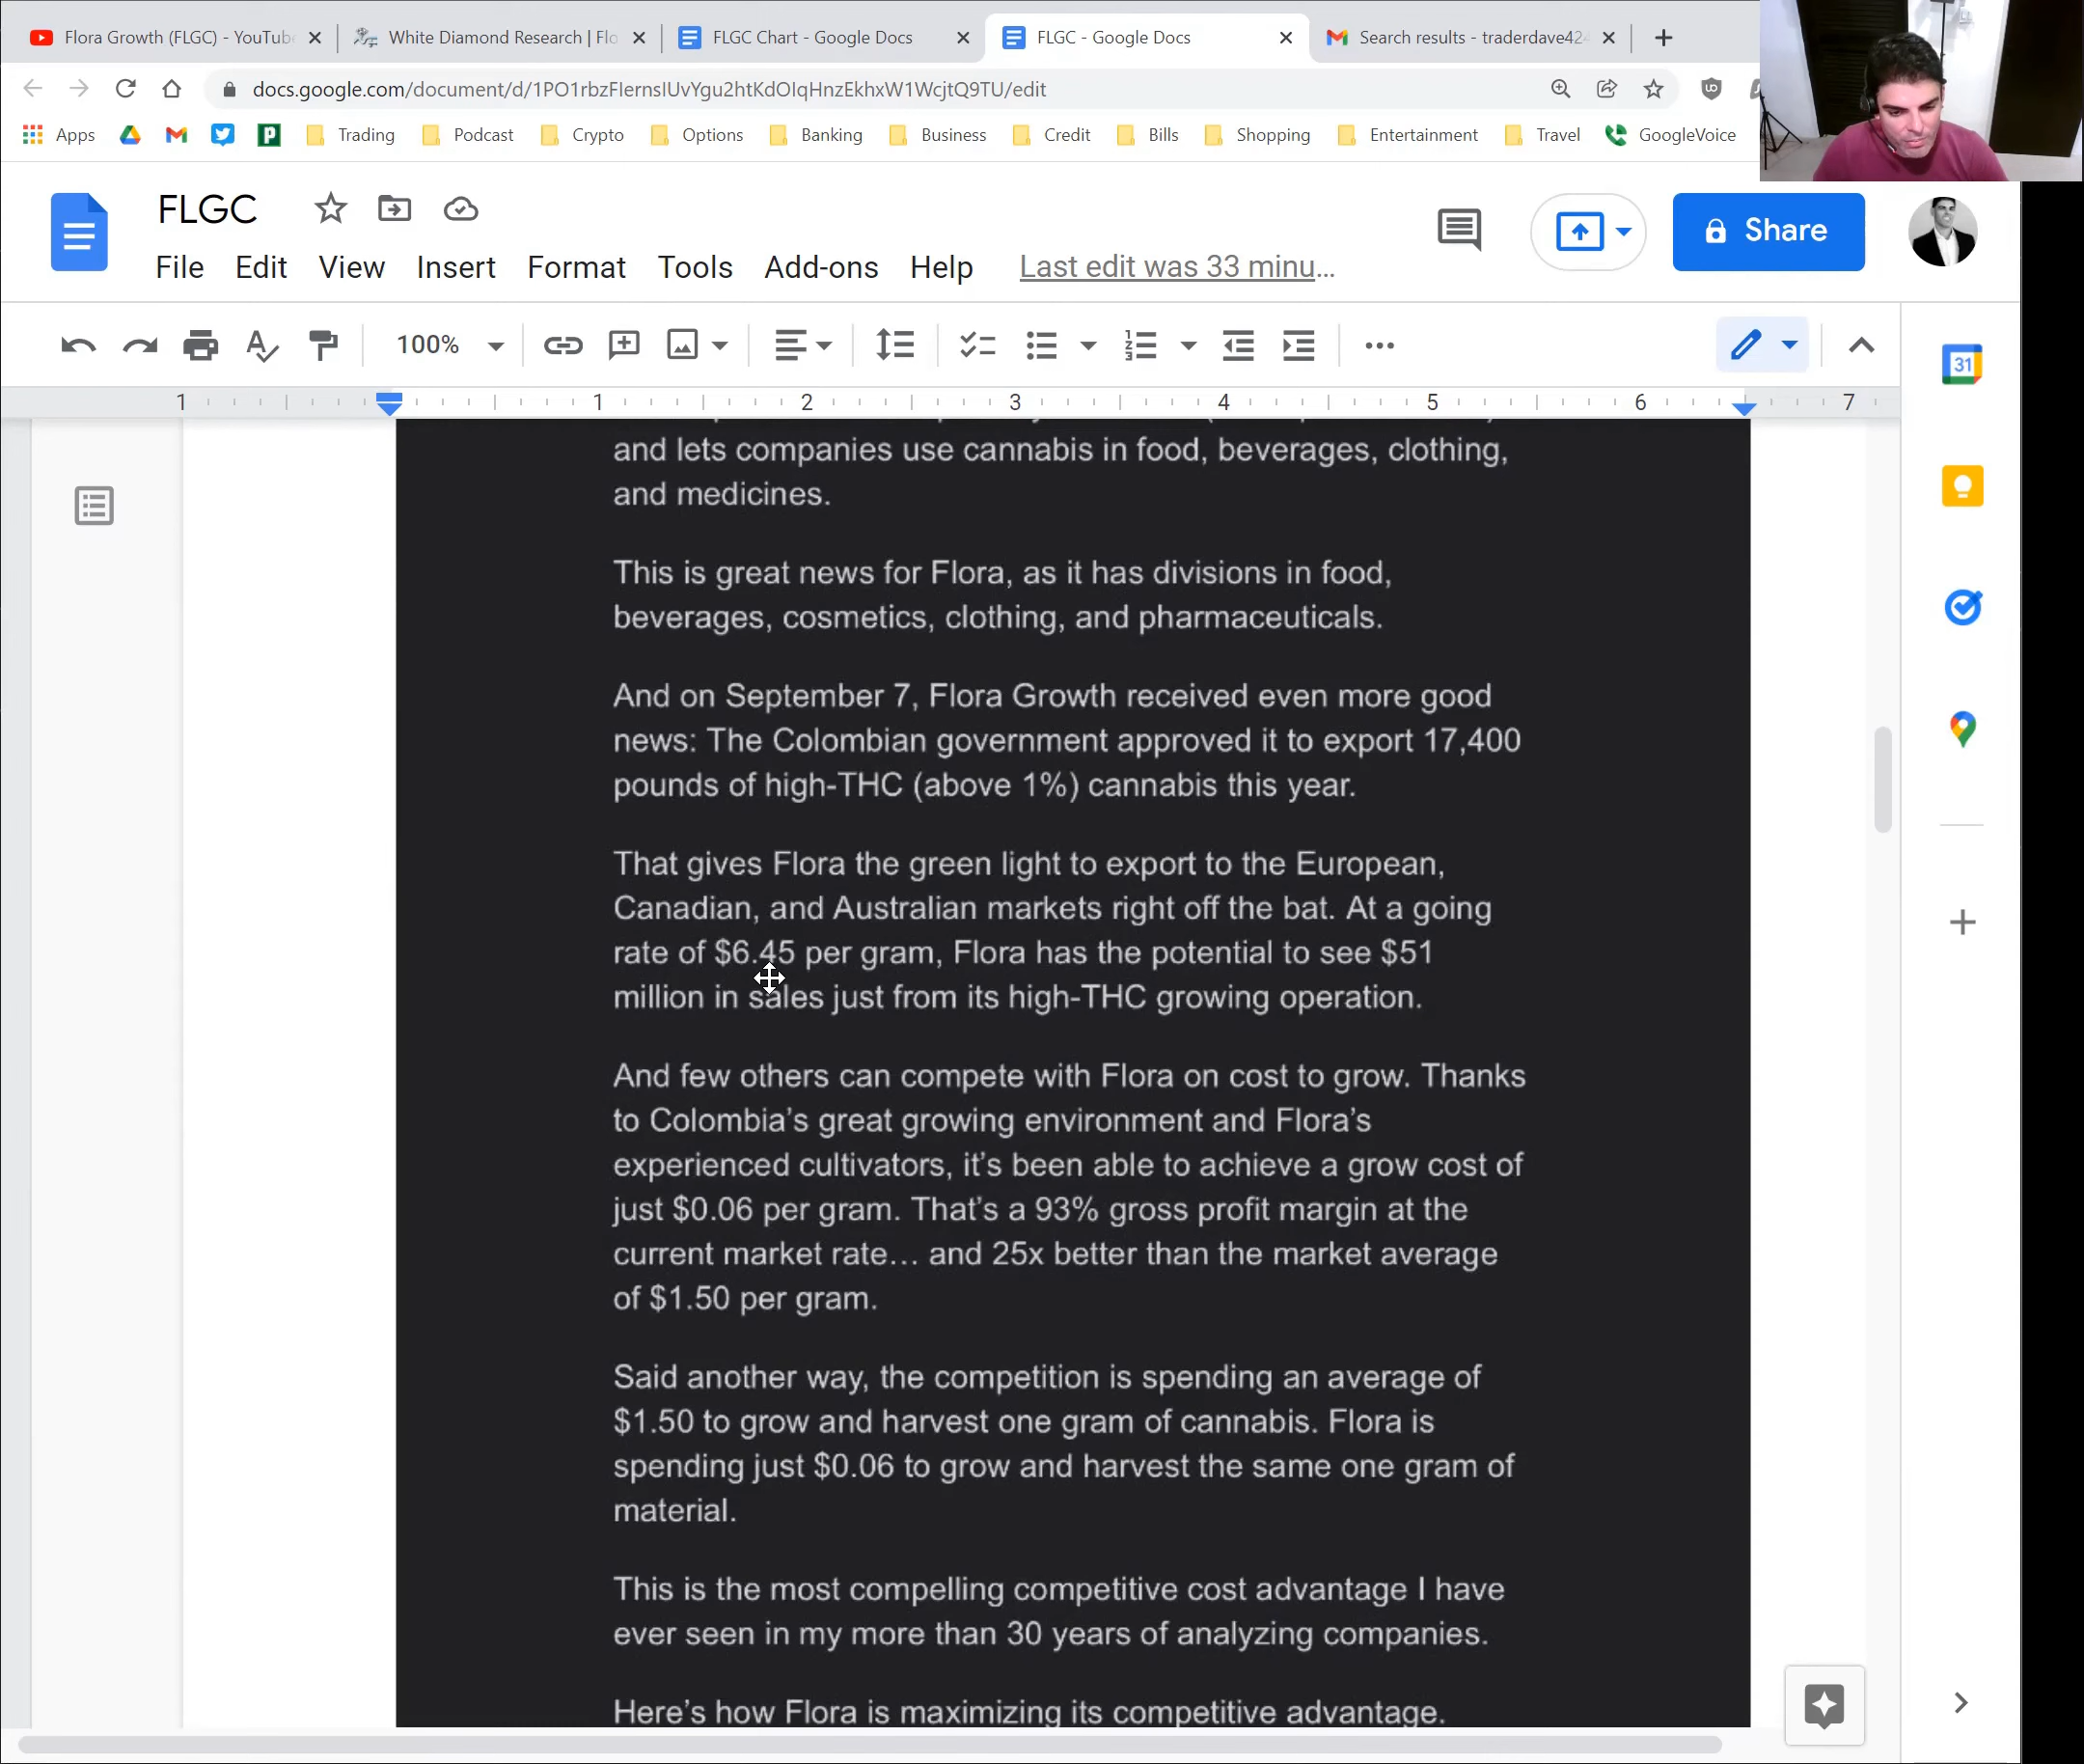 Flora Growth (FLGC) - YouTube
White Diamond Research | Flo
FLGC Chart - Google Docs
FLGC - Google Docs
Search results - traderdave424
docs.google.com/document/d/
Apps
Trading
Podcast
Crypto
Options
Banking
Business
Credit
Bills
Shopping
Entertainment
Travel
GoogleVoice
FLGC
Share
File Edit View Insert Format Tools Add-ons Help Last edit was 33 minu...
100%
1 1 2 3 4 5 6 7
31
and lets companies use cannabis in food, beverages, clothing,
and medicines.
This is great news for Flora, as it has divisions in food,
beverages, cosmetics, clothing, and pharmaceuticals.
And on September 7, Flora Growth received even more good
news: The Colombian government approved it to export 17,400
pounds of high-THC (above 1%) cannabis this year.
That gives Flora the green light to export to the European,
Canadian, and Australian markets right off the bat. At a going
rate of $6.45 per gram, Flora has the potential to see $51
million in sales just from its high-THC growing operation.
And few others can compete with Flora on cost to grow. Thanks
to Colombia’s great growing environment and Flora’s
experienced cultivators, it’s been able to achieve a grow cost of
just $0.06 per gram. That’s a 93% gross profit margin at the
current market rate… and 25x better than the market average
of $1.50 per gram.
Said another way, the competition is spending an average of
$1.50 to grow and harvest one gram of cannabis. Flora is
spending just $0.06 to grow and harvest the same one gram of
material.
This is the most compelling competitive cost advantage I have
ever seen in my more than 30 years of analyzing companies.
Here’s how Flora is maximizing its competitive advantage.